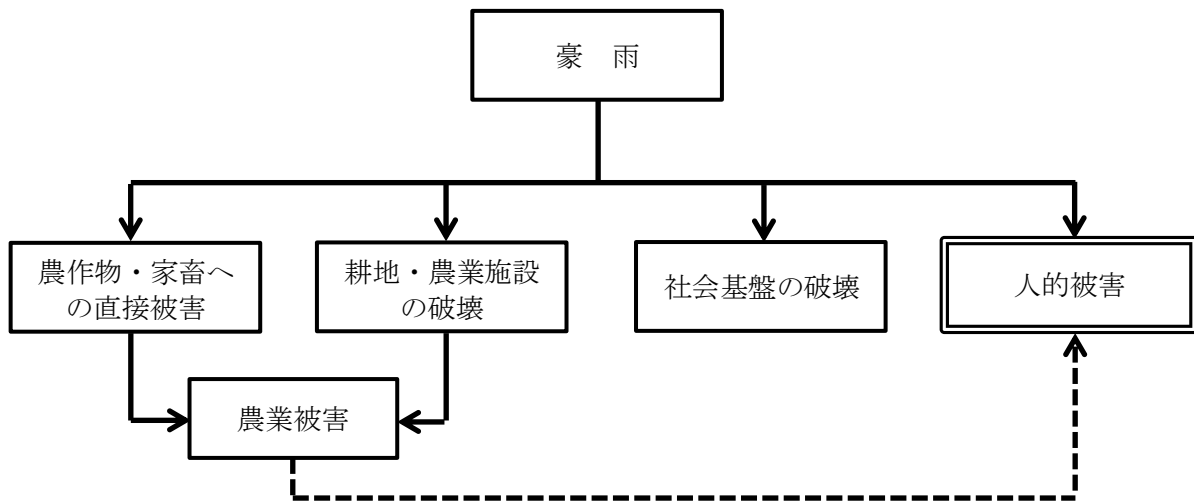 豪　雨
農作物・家畜へ
の直接被害
耕地・農業施設
の破壊
社会基盤の破壊
人的被害
農業被害